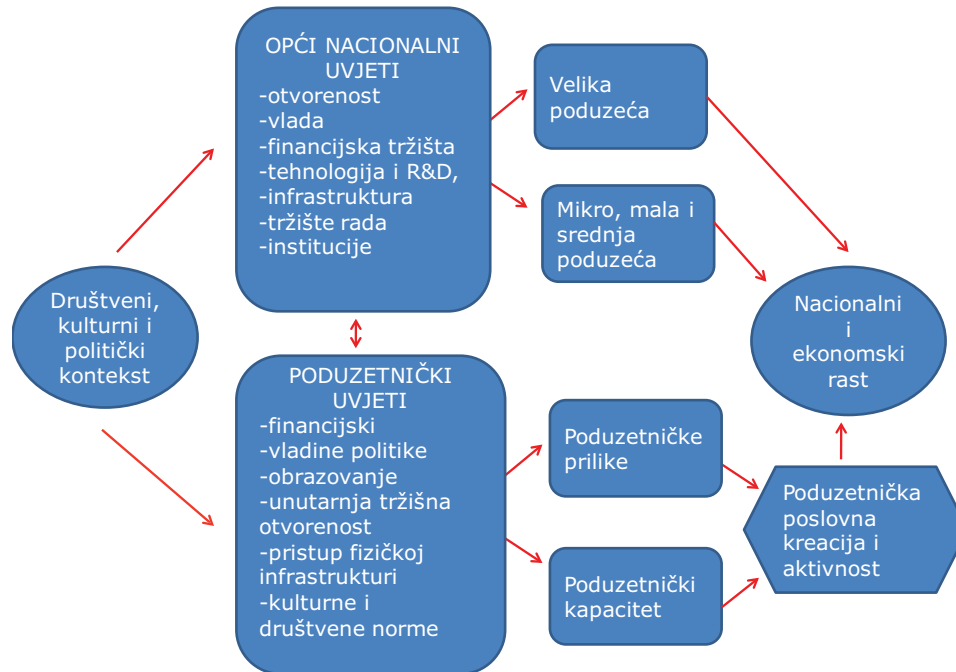 Društveni,
kulturni i
politički
kontekst
OPĆI NACIONALNI
UVJETI
-otvorenost
-vlada
-financijska tržišta
-tehnologija i R&D,
-infrastruktura
-tržište rada
-institucije
PODUZETNIČKI
UVJETI
-financijski
-vladine politike
-obrazovanje
-unutarnja tržišna
otvorenost
-pristup fizičkoj
infrastrukturi
-kulturne i
društvene norme
Velika
poduzeća
Mikro, mala i
srednja
poduzeća
Poduzetničke
prilike
Poduzetnički
kapacitet
Nacionalni
i
ekonomski
rast
Poduzetnička
poslovna
kreacija i
aktivnost